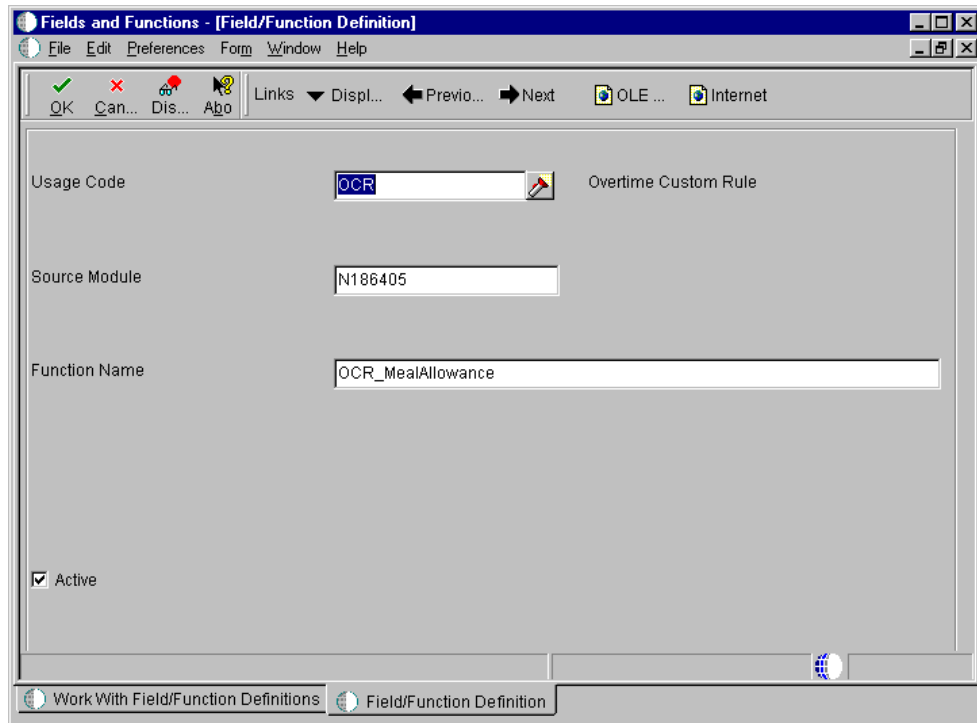 Fields and Functions - [Field/Function Definition]
File Edit Preferences Form Window Help
OK Can... Dis... Abo Links Displ... Previo... Next OLE ... Internet
Usage Code OCR Overtime Custom Rule
Source Module N186405
Function Name OCR_MealAllowance
Active
Work With Field/Function Definitions Field/Function Definition